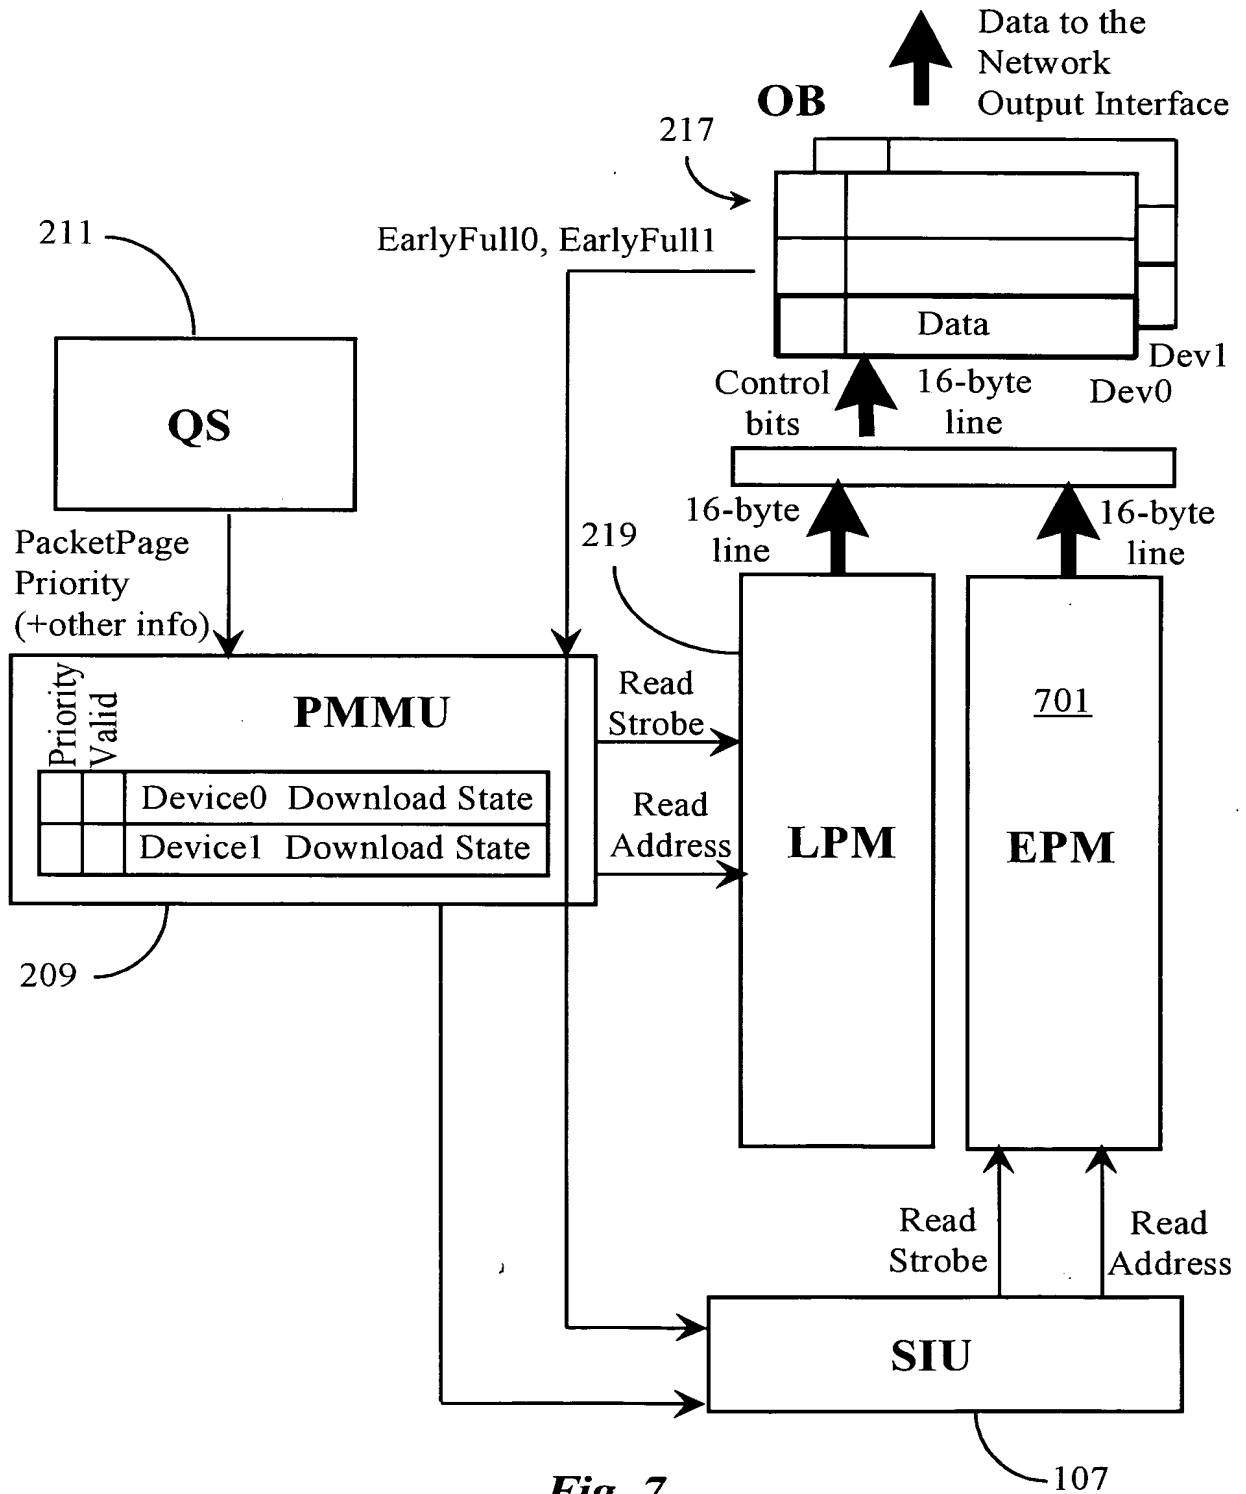 Data to the
Network
Output Interface
OB
217
211
EarlyFull0, EarlyFull1
Data
Dev1
Dev0
Control
bits
16-byte
line
QS
16-byte
line
16-byte
line
219
PacketPage
Priority
(+other info)
Priority
Valid
PMMU
Read
Strobe
701
Device0 Download State
Device1 Download State
Read
Address
LPM
EPM
209
Read
Strobe
Read
Address
SIU
107
Fig. 7